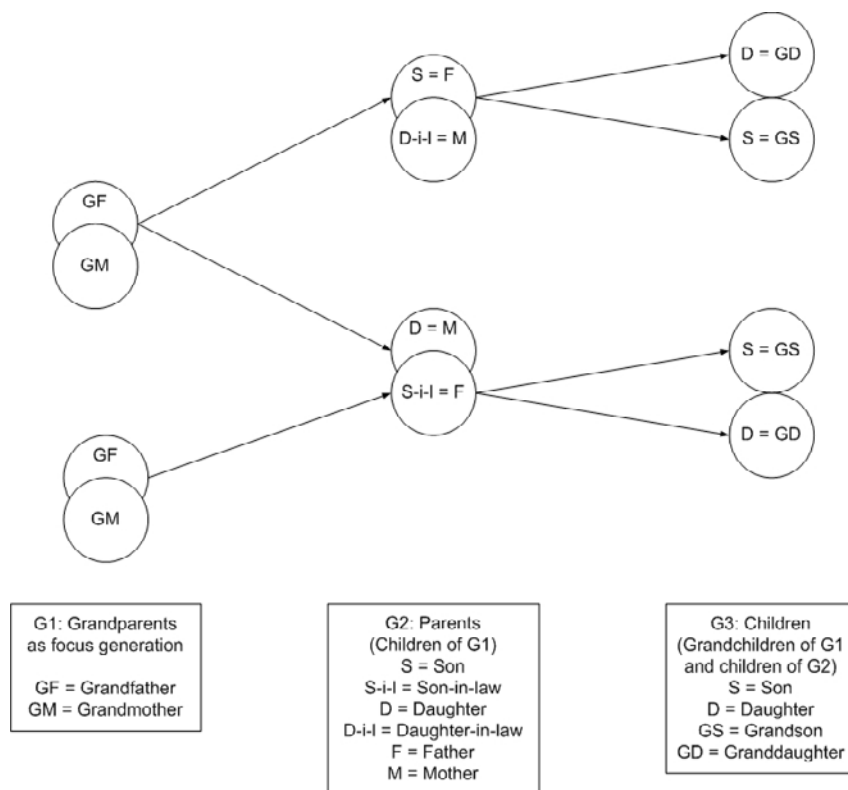 D = GD
S = F
D-i-l = M
S = GS
GF
GM
D = M
S = GS
S-i-l = F
D = GD
GF
GM
G1: Grandparents
as focus generation
GF = Grandfather
GM = Grandmother
G2: Parents
(Children of G1)
S = Son
S-i-l = Son-in-law
D = Daughter
D-i-l = Daughter-in-law
F = Father
M = Mother
G3: Children
(Grandchildren of G1
and children of G2)
S = Son
D = Daughter
GS = Grandson
GD = Granddaughter